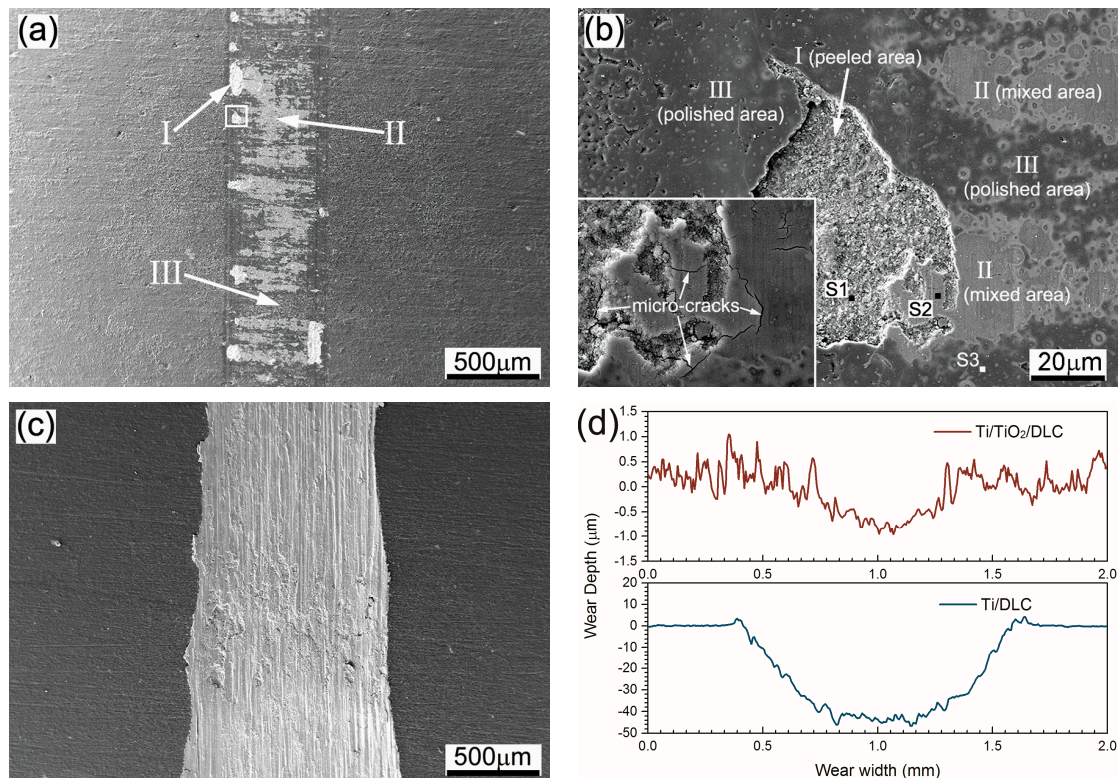 (a)
I
II
III
500μm
(b)
I
(peeled area)
III
(polished area)
II (mixed area)
III
(polished area)
II
(mixed area)
S1
S2
S3
micro-cracks
20μm
(c)
500μm
(d)
Wear Depth (μm)
1.5
1.0
0.5
0.0
-0.5
-1.0
-1.5
Ti/TiO₂/DLC
0.0 0.5 1.0 1.5 2.0
20
10
0
-10
-20
-30
-40
-50
Ti/DLC
0.0 0.5 1.0 1.5 2.0
Wear width (mm)